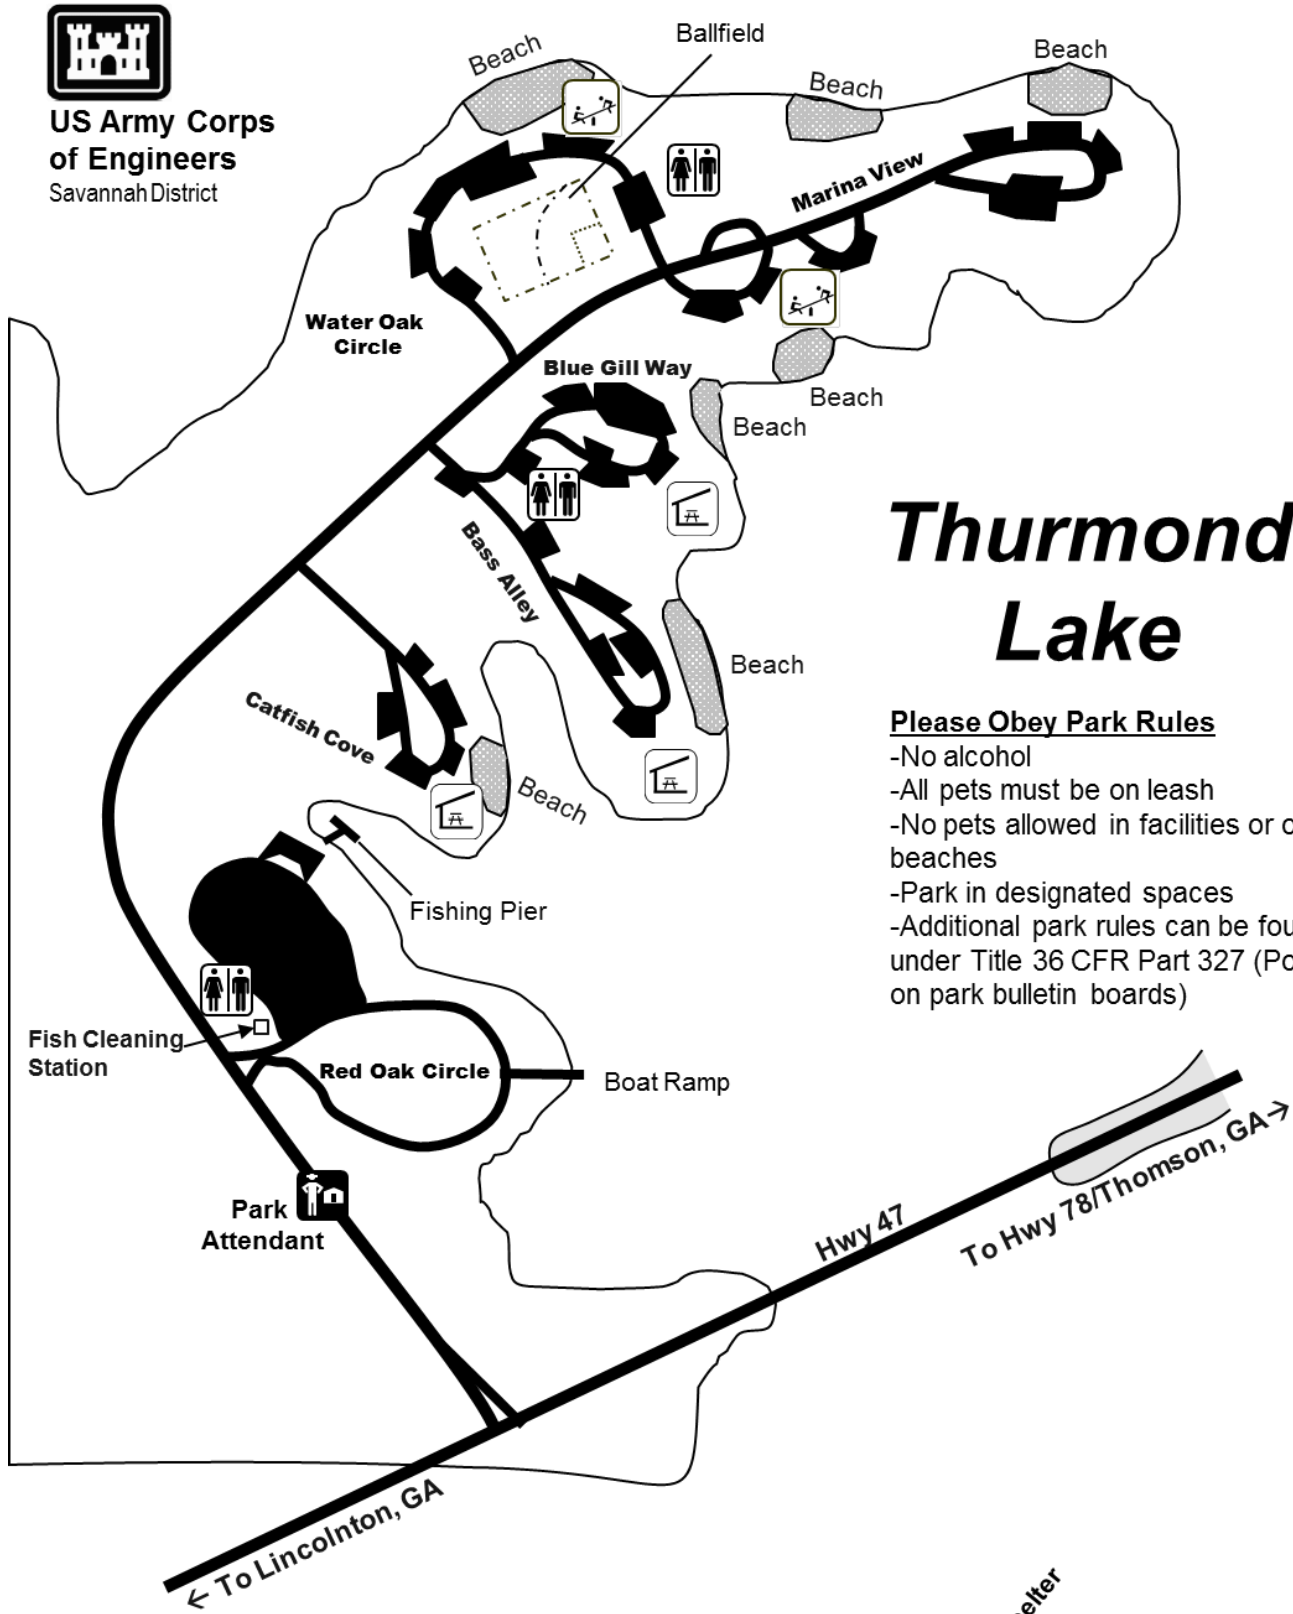 US Army Corps
of Engineers
Savannah District
Ballfield
Beach
Beach
Beach
Marina View
Water Oak
Circle
Blue Gill Way
Beach
Beach
Bass Alley
Thurmond
Lake
Beach
Catfish Cove
Please Obey Park Rules
-No alcohol
-All pets must be on leash
-No pets allowed in facilities or
beaches
-Park in designated spaces
-Additional park rules can be
under Title 36 CFR Part 327
on park bulletin boards)
Beach
Fishing Pier
Fish Cleaning
Station
Red Oak Circle
Boat Ramp
Park
Attendant
Hwy 47
To Hwy 78/Thomson, GA→
← To Lincolnton, GA